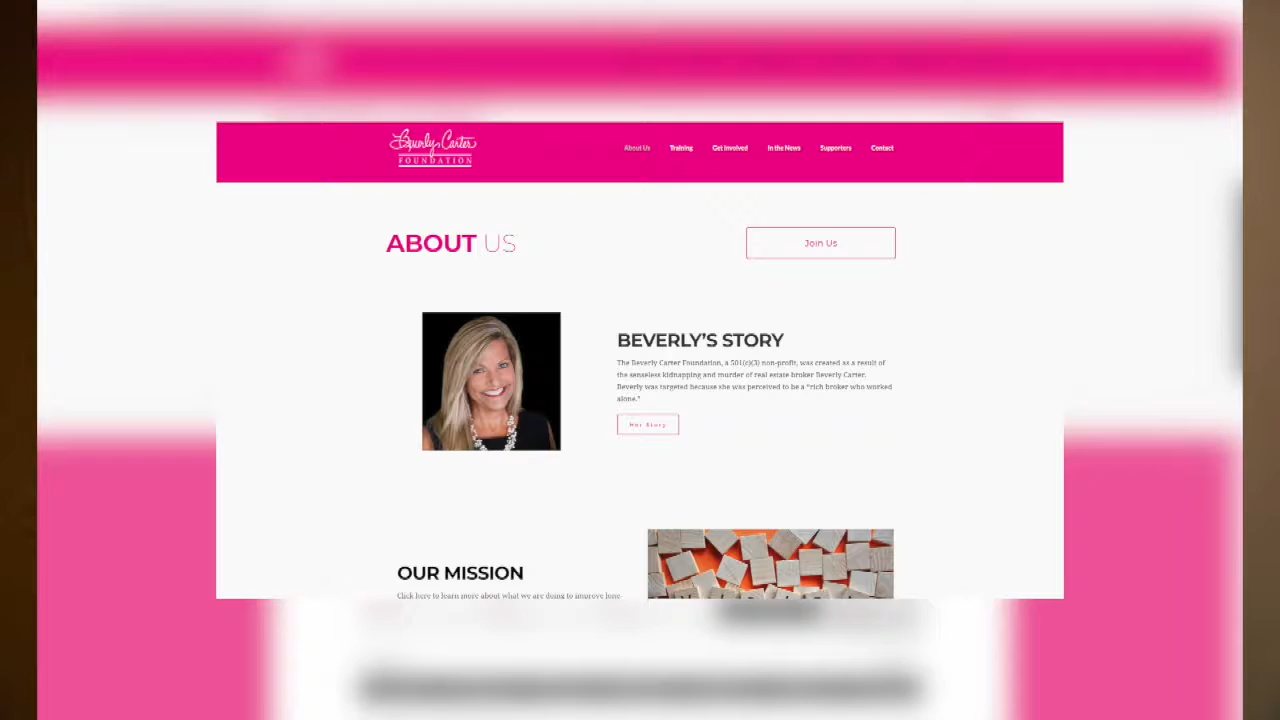 Beverly Carter
FOUNDATION
About Us Training Get Involved In the News Supporters Contact
ABOUT US
Join Us
BEVERLY'S STORY
The Beverly Carter Foundation, a 501(c)(3) non-profit, was created as a result of
the senseless kidnapping and murder of real estate broker Beverly Carter.
Beverly was targeted because she was perceived to be a "rich broker who worked
alone."
Her Story
OUR MISSION
Click here to learn more about what we are doing to improve long-